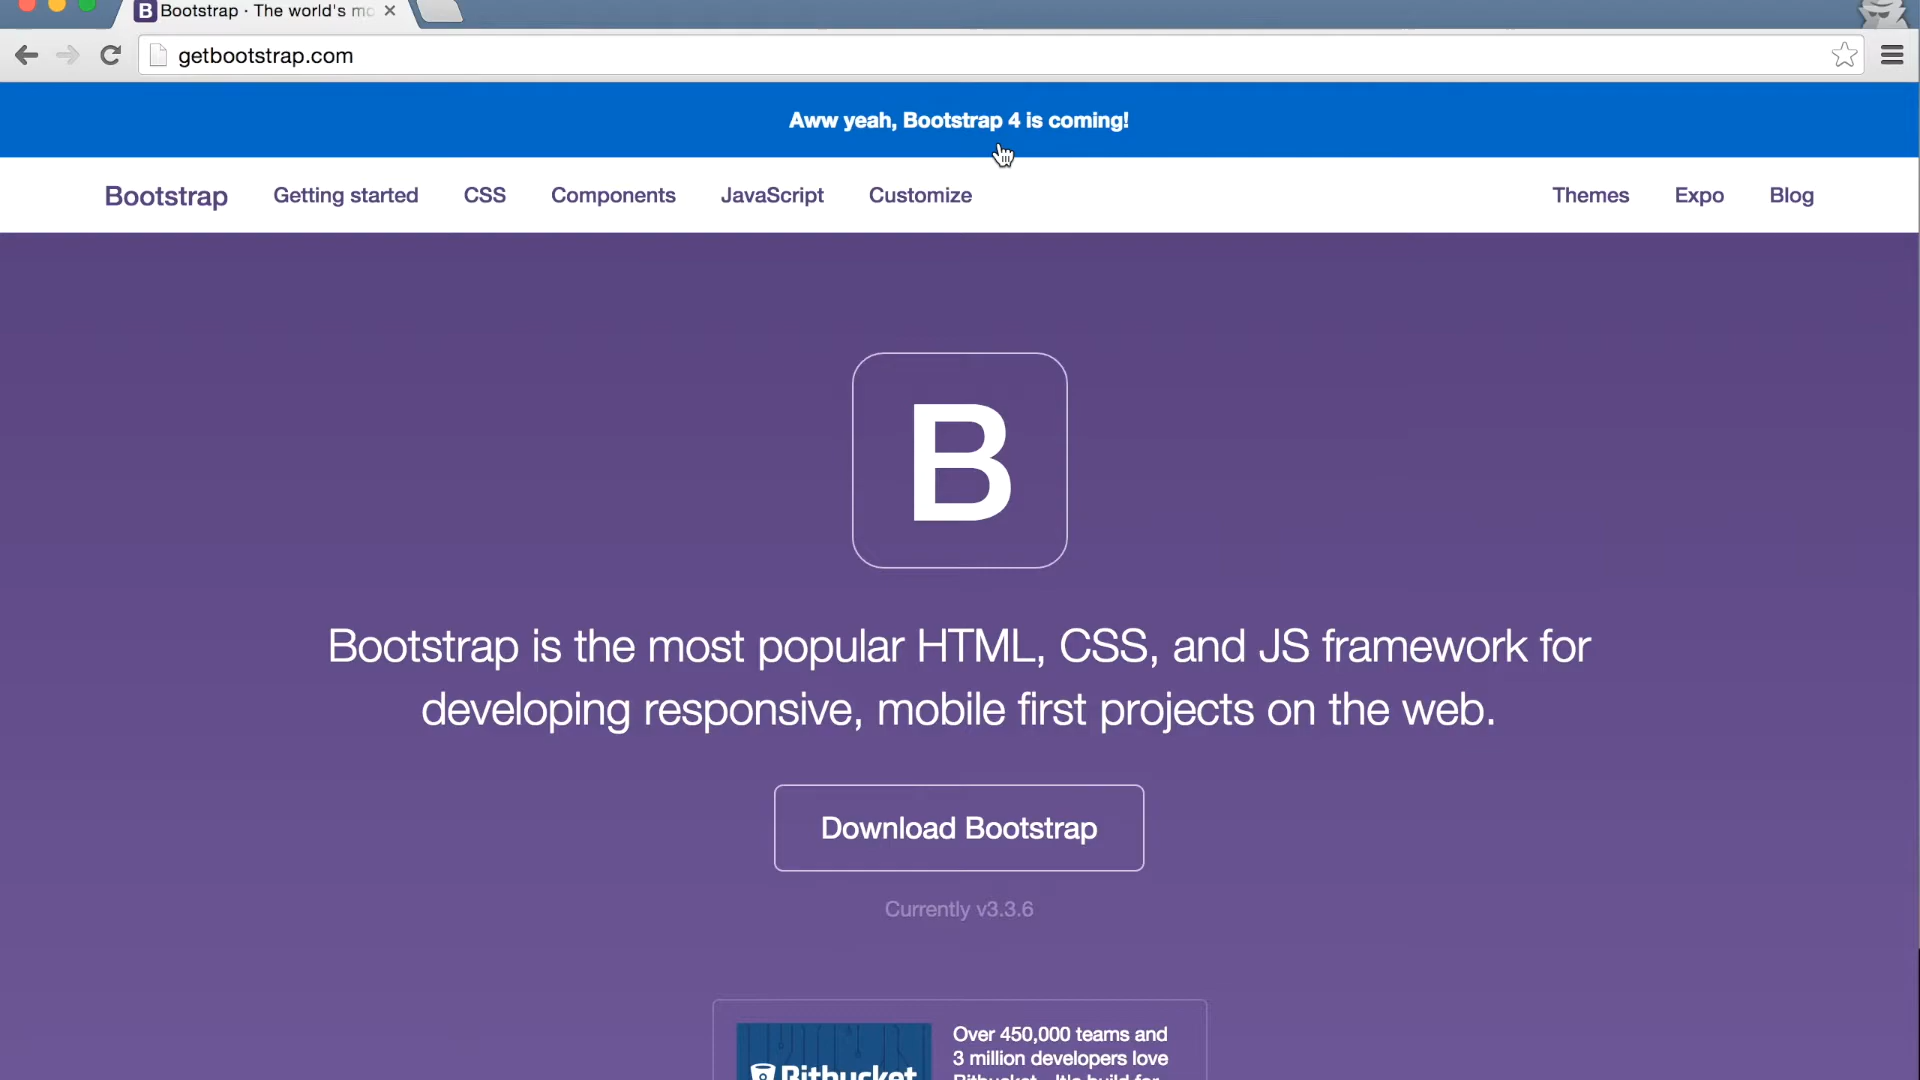 B Bootstrap · The world's mo
getbootstrap.com
Aww yeah, Bootstrap 4 is coming!
Bootstrap Getting started CSS Components JavaScript Customize Themes Expo Blog
B
Bootstrap is the most popular HTML, CSS, and JS framework for
developing responsive, mobile first projects on the web.
Download Bootstrap
Currently v3.3.6
Over 450,000 teams and
3 million developers love
Bitbucket